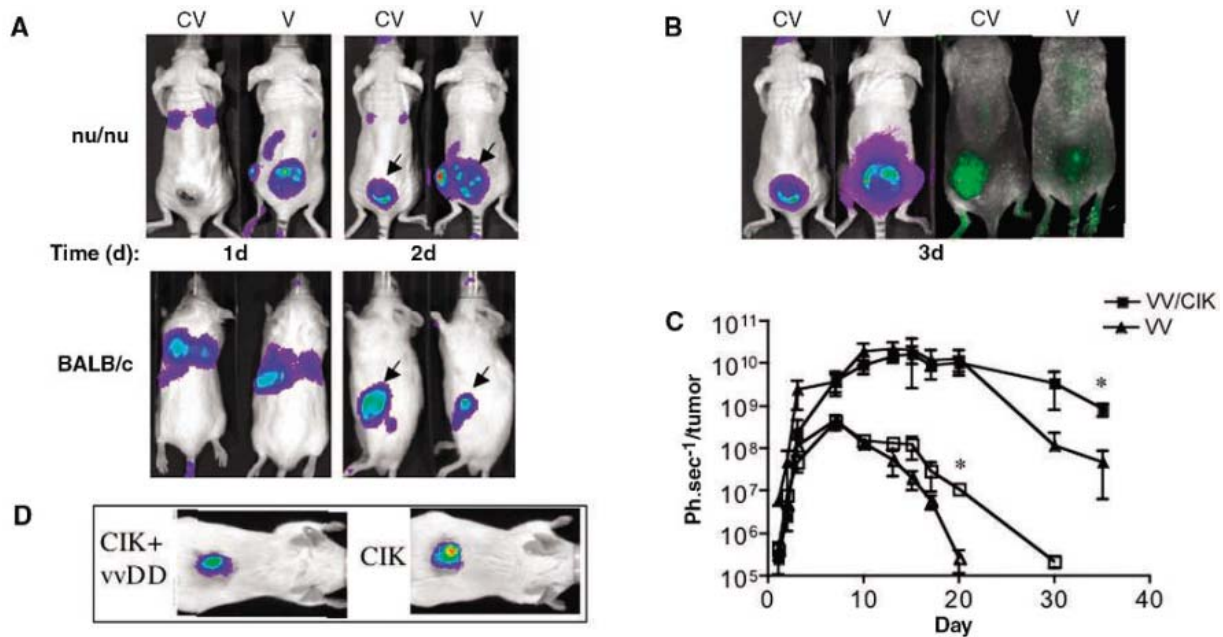 A
CV
V
CV
V
nu/nu
Time (d):
1d
2d
BALB/c
B
CV
V
CV
V
3d
C
VV/CIK
VV
Ph.sec⁻¹/tumor
10¹¹
10¹⁰
10⁹
10⁸
10⁷
10⁶
10⁵
*
*
0
10
20
30
40
Day
D
CIK+
vvDD
CIK